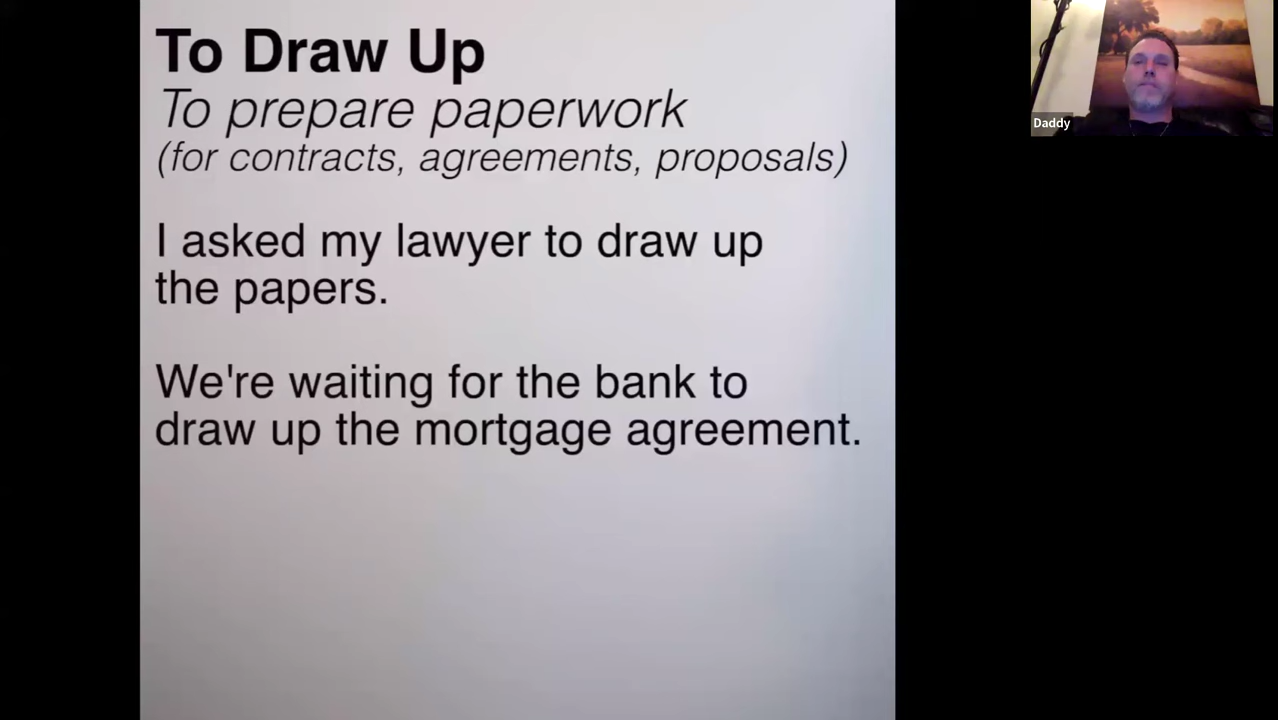 To Draw Up
To prepare paperwork
(for contracts, agreements, proposals)
I asked my lawyer to draw up
the papers.
We're waiting for the bank to
draw up the mortgage agreement.
Daddy